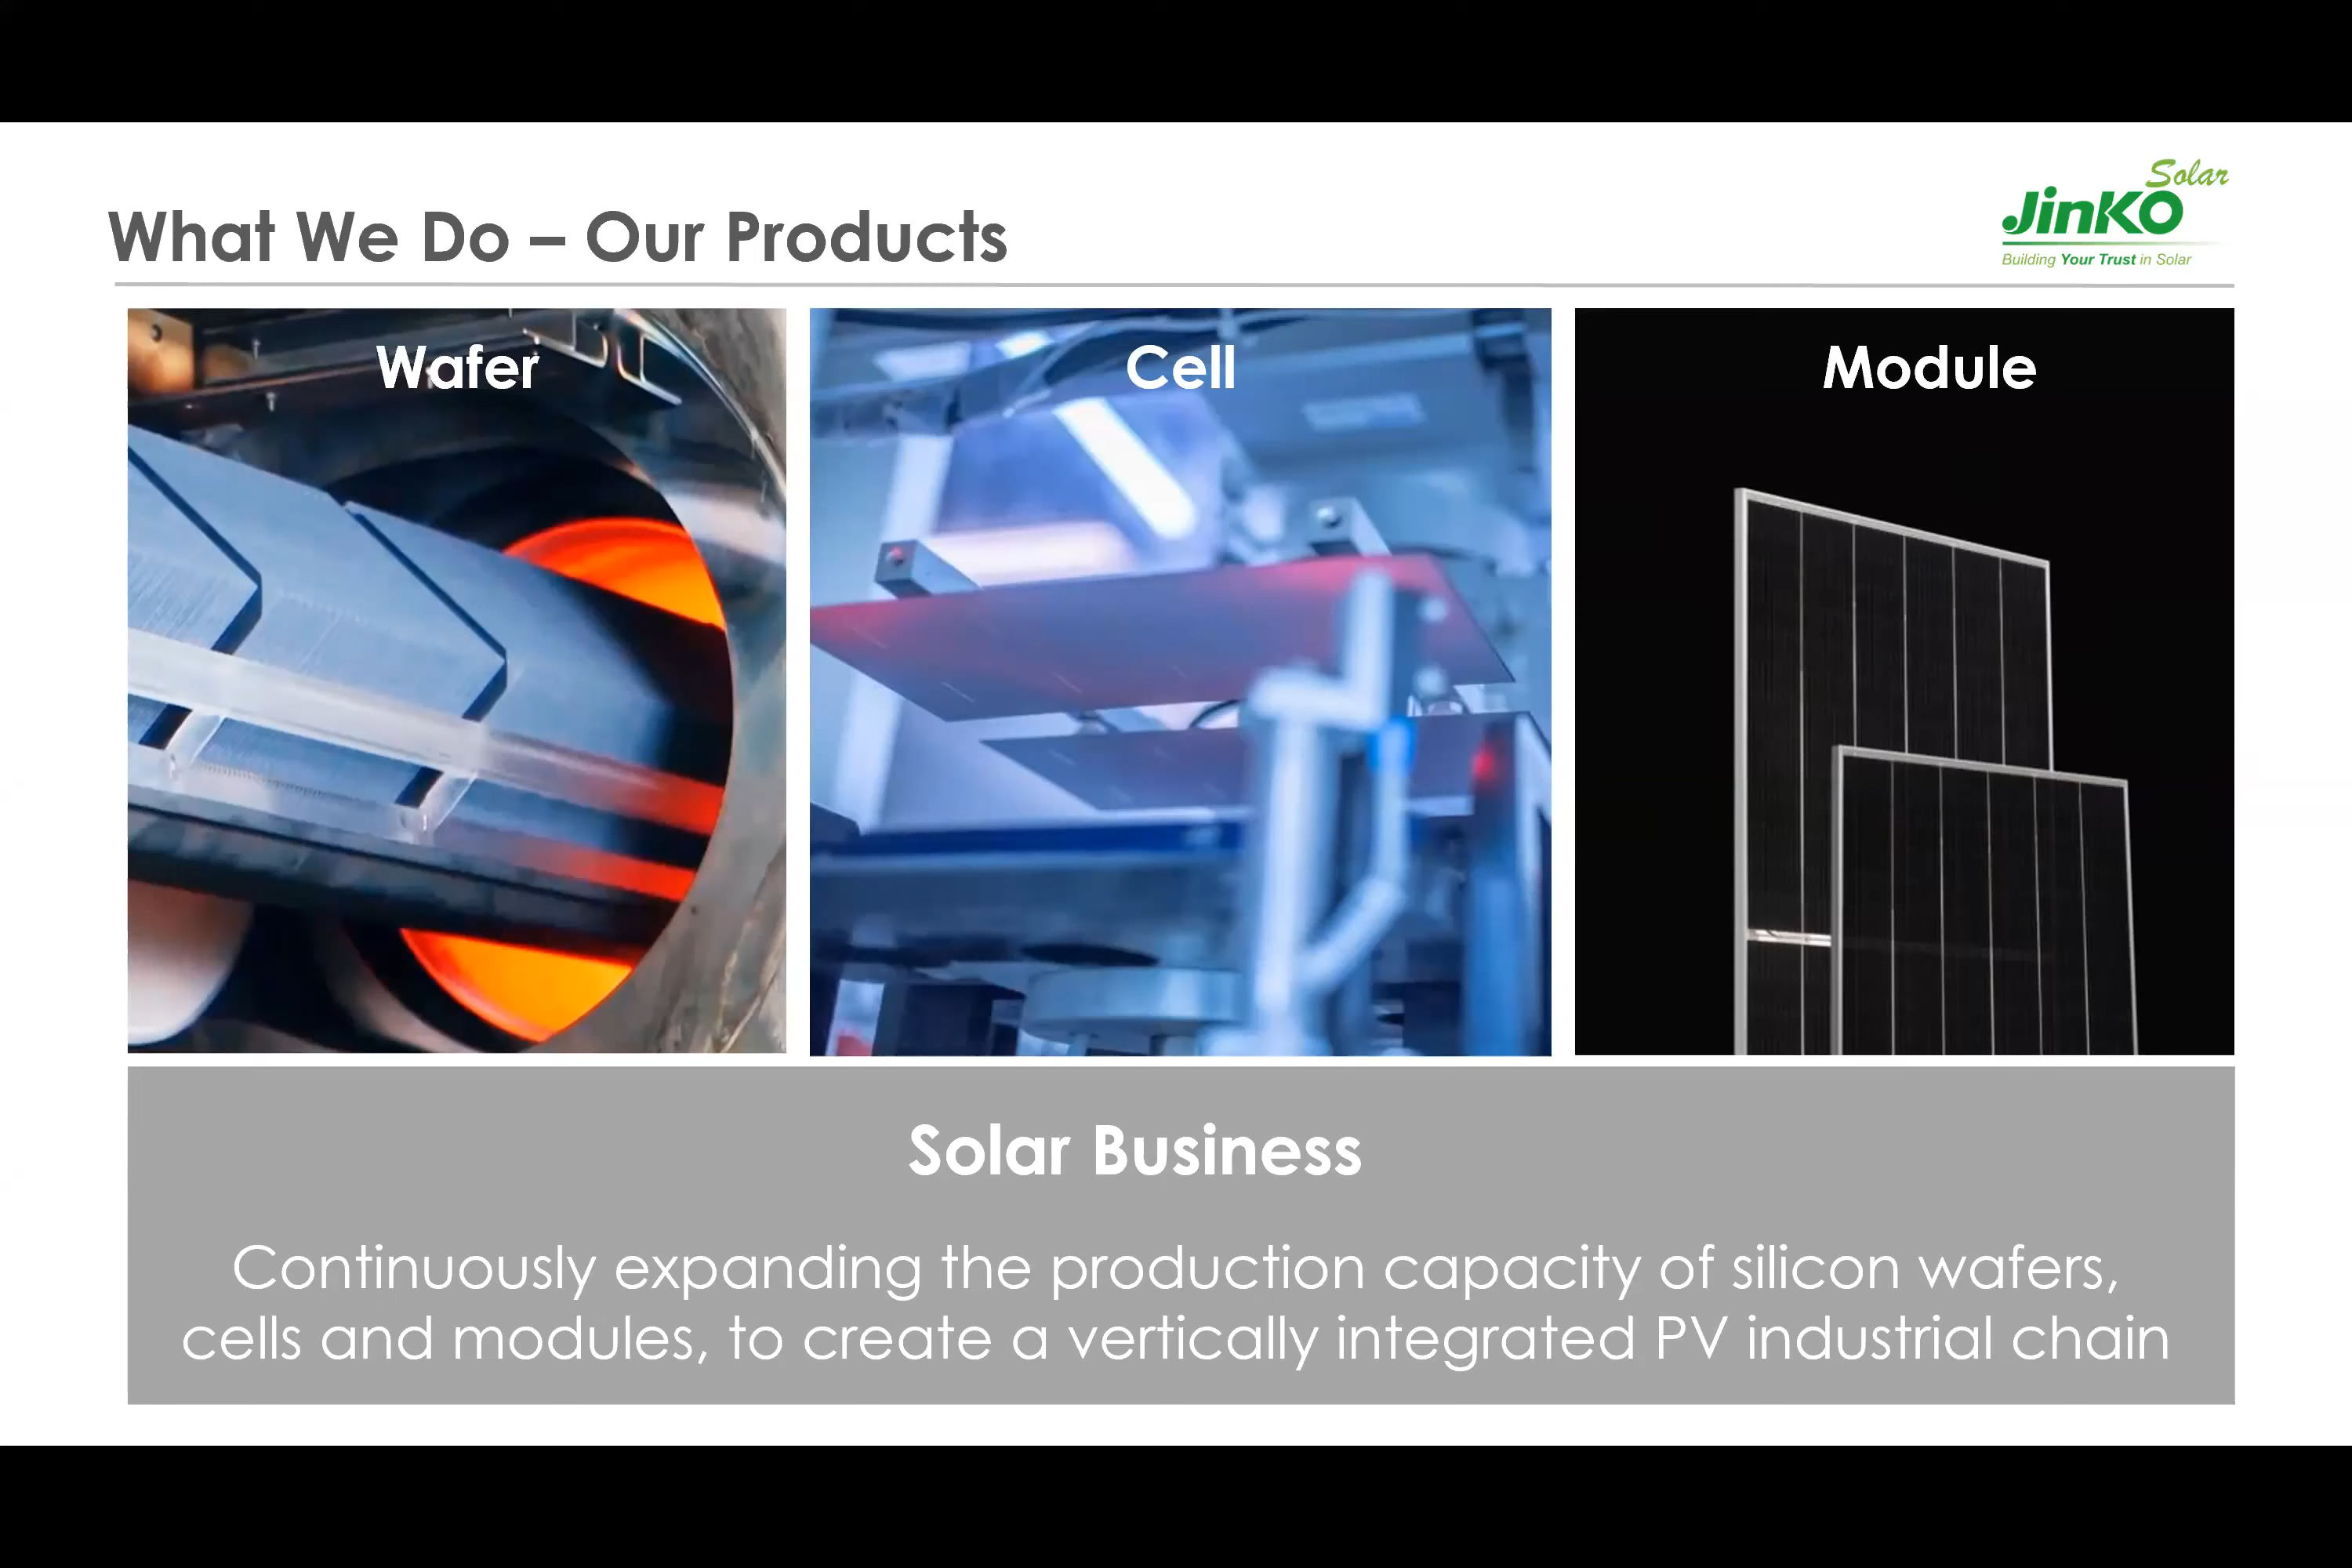 What We Do – Our Products
Solar
JinKO
Building Your Trust in Solar
Wafer
Cell
Module
Solar Business
Continuously expanding the production capacity of silicon wafers,
cells and modules, to create a vertically integrated PV industrial chain